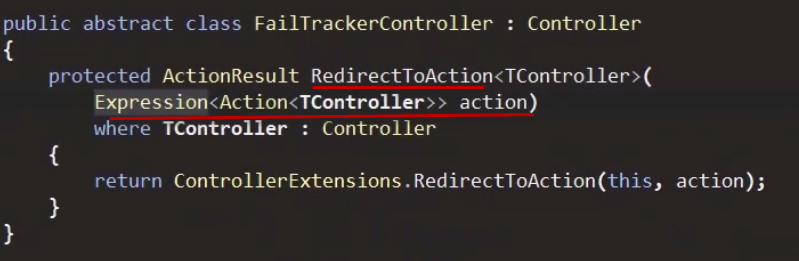 public abstract class FailTrackerController : Controller
{
protected ActionResult RedirectToAction<TController>(
Expression<Action<TController>> action)
where TController : Controller
{
return ControllerExtensions.RedirectToAction(this, action);
}
}